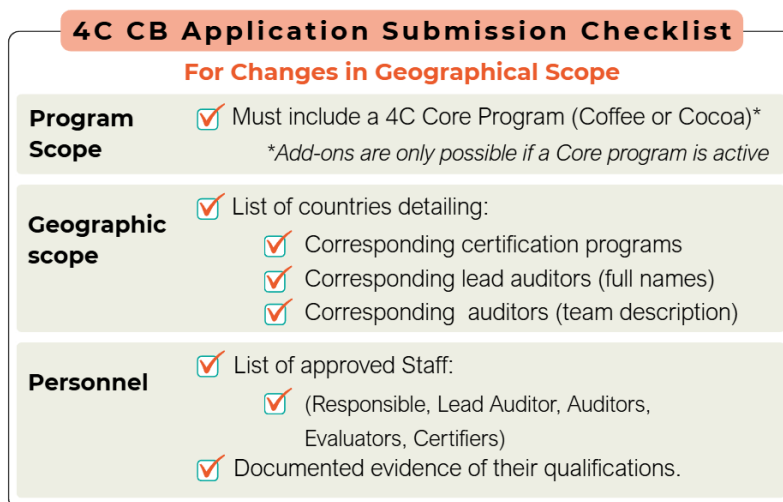 4C CB Application Submission Checklist
For Changes in Geographical Scope
Program
Scope
Must include a 4C Core Program (Coffee or Cocoa)*
*Add-ons are only possible if a Core program is active
Geographic
scope
List of countries detailing:
Corresponding certification programs
Corresponding lead auditors (full names)
Corresponding auditors (team description)
Personnel
List of approved Staff:
(Responsible, Lead Auditor, Auditors,
Evaluators, Certifiers)
Documented evidence of their qualifications.